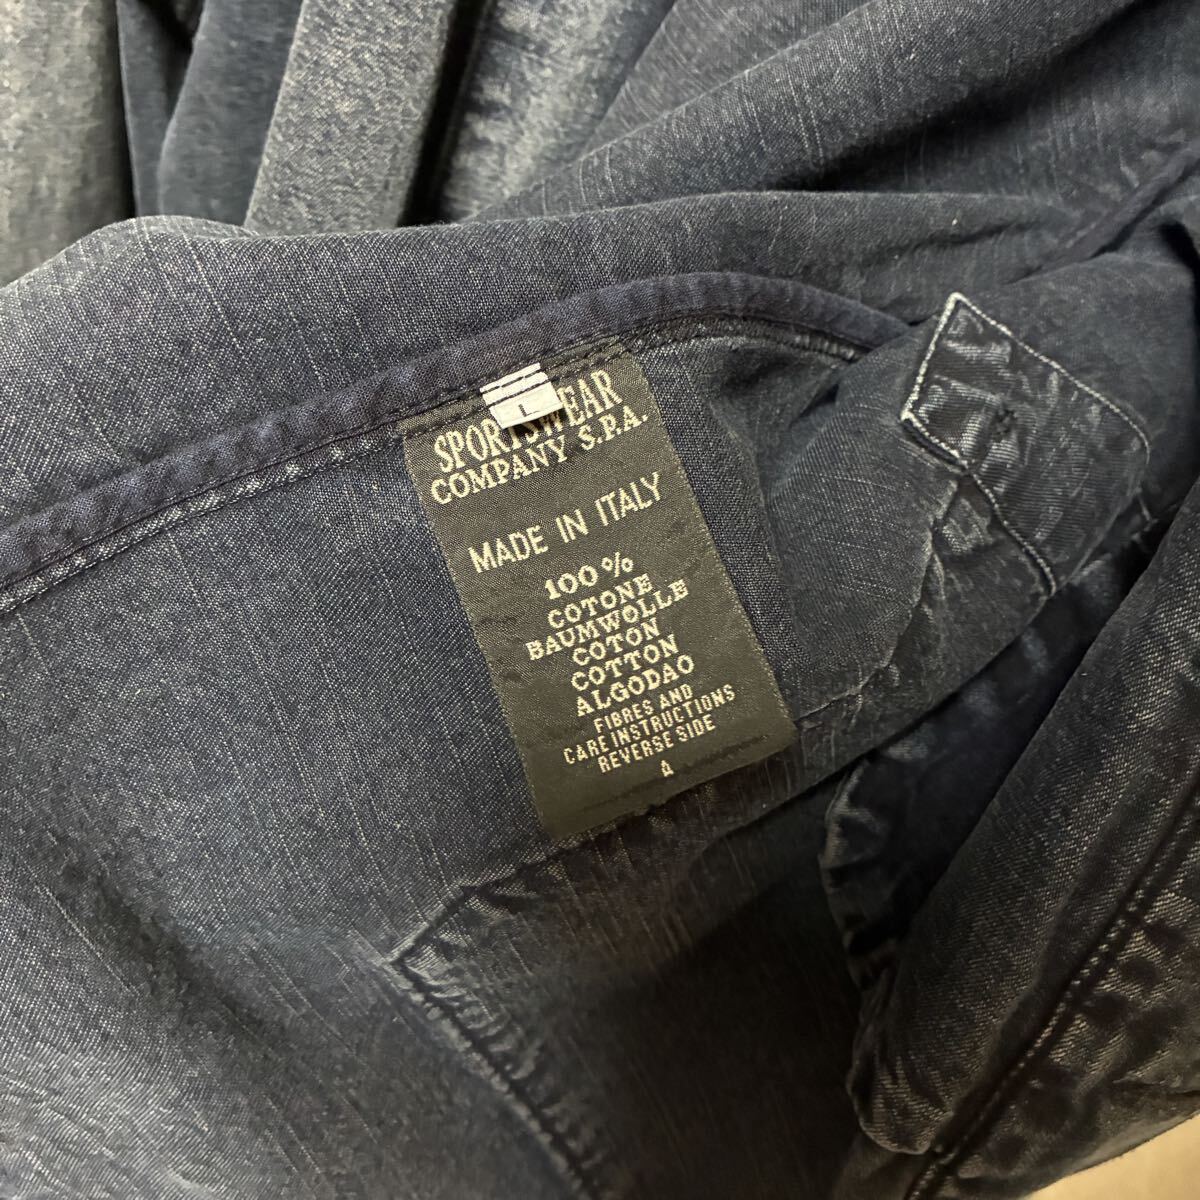 L
SPORTSWEAR
COMPANY S.P.A.
MADE IN ITALY
100%
COTONE
BAUMWOLLE
COTON
COTTON
ALGODAO
FIBRES AND
CARE INSTRUCTIONS
REVERSE SIDE
A